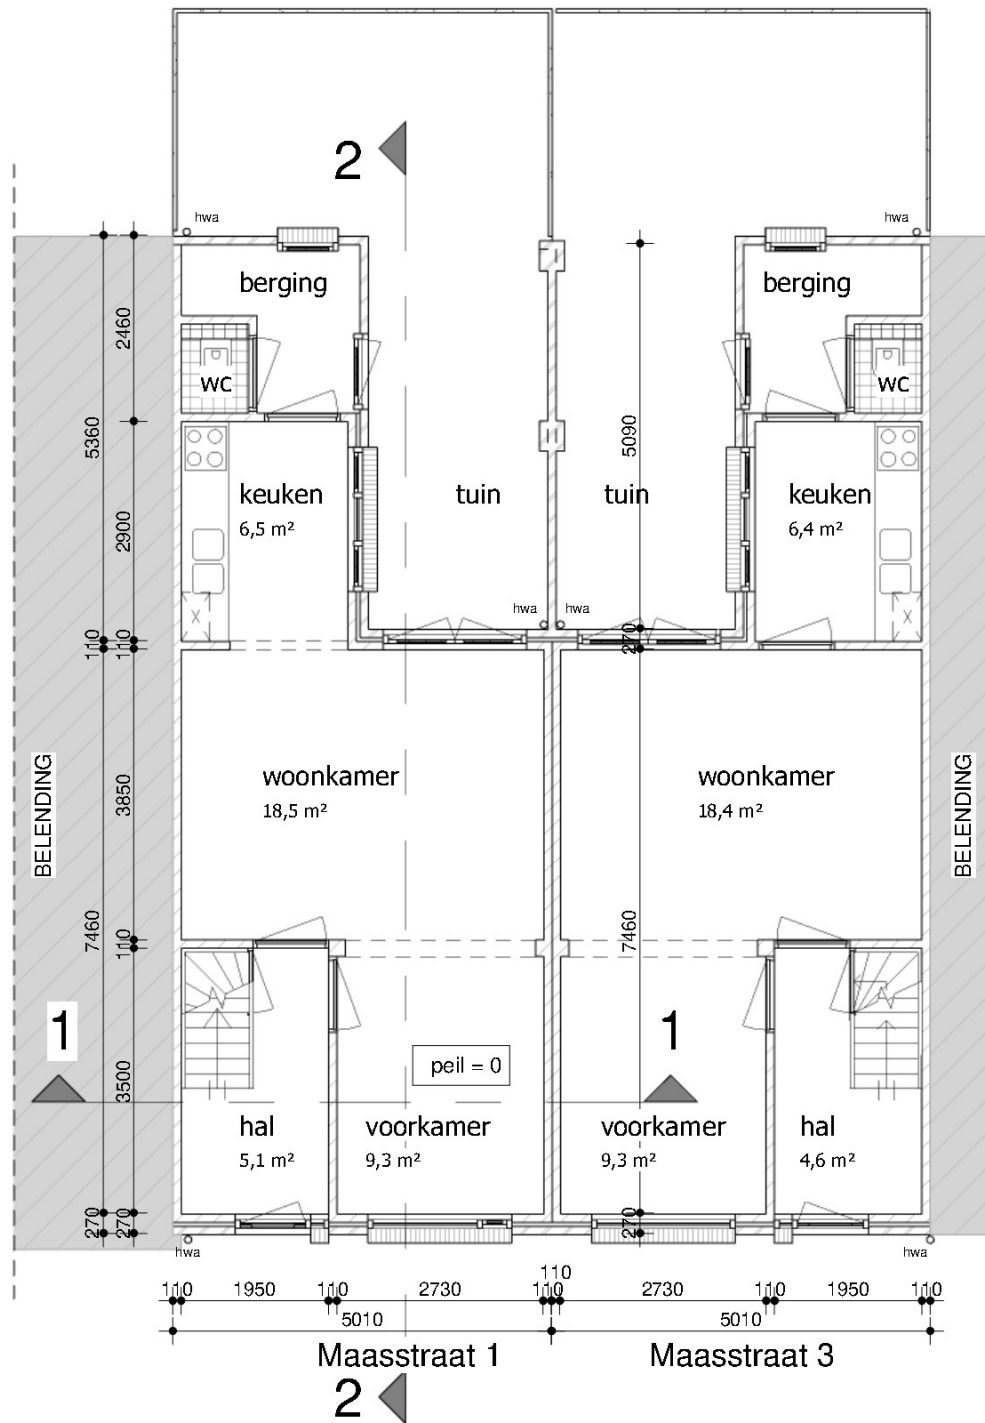 2
hwa
hwa
berging
berging
2460
wc
wc
5360
5090
keuken
6,5 m²
tuin
tuin
keuken
6,4 m²
2900
hwa
hwa
110
110
270
BELENDING
woonkamer
18,5 m²
woonkamer
18,4 m²
BELENDING
3850
7460
110
7460
1
1
peil = 0
3500
hal
5,1 m²
voorkamer
9,3 m²
voorkamer
9,3 m²
hal
4,6 m²
270
270
270
hwa
hwa
110
110
1950
110
2730
110
2730
110
1950
110
5010
5010
Maasstraat 1
Maasstraat 3
2